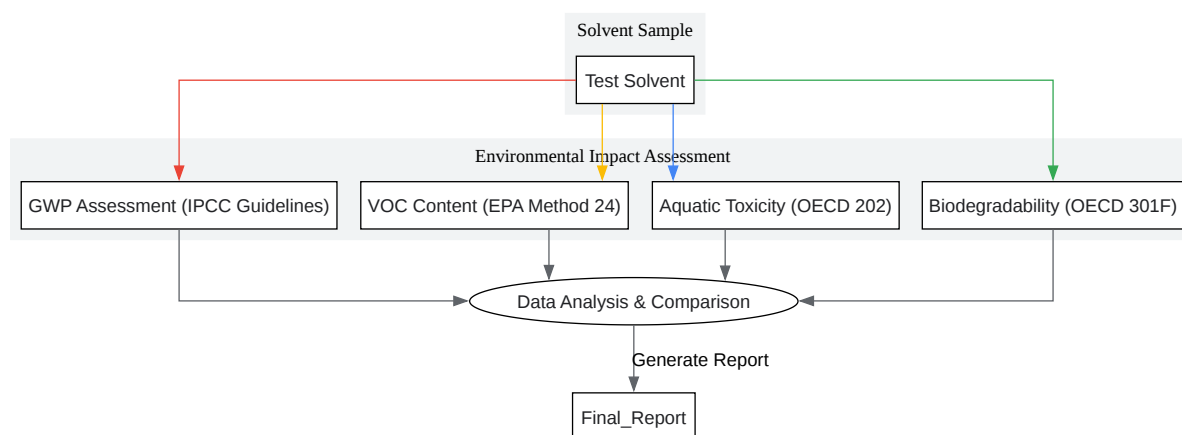 Solvent Sample
Test Solvent
Environmental Impact Assessment
GWP Assessment (IPCC Guidelines)
VOC Content (EPA Method 24)
Aquatic Toxicity (OECD 202)
Biodegradability (OECD 301F)
Data Analysis & Comparison
Generate Report
Final_Report